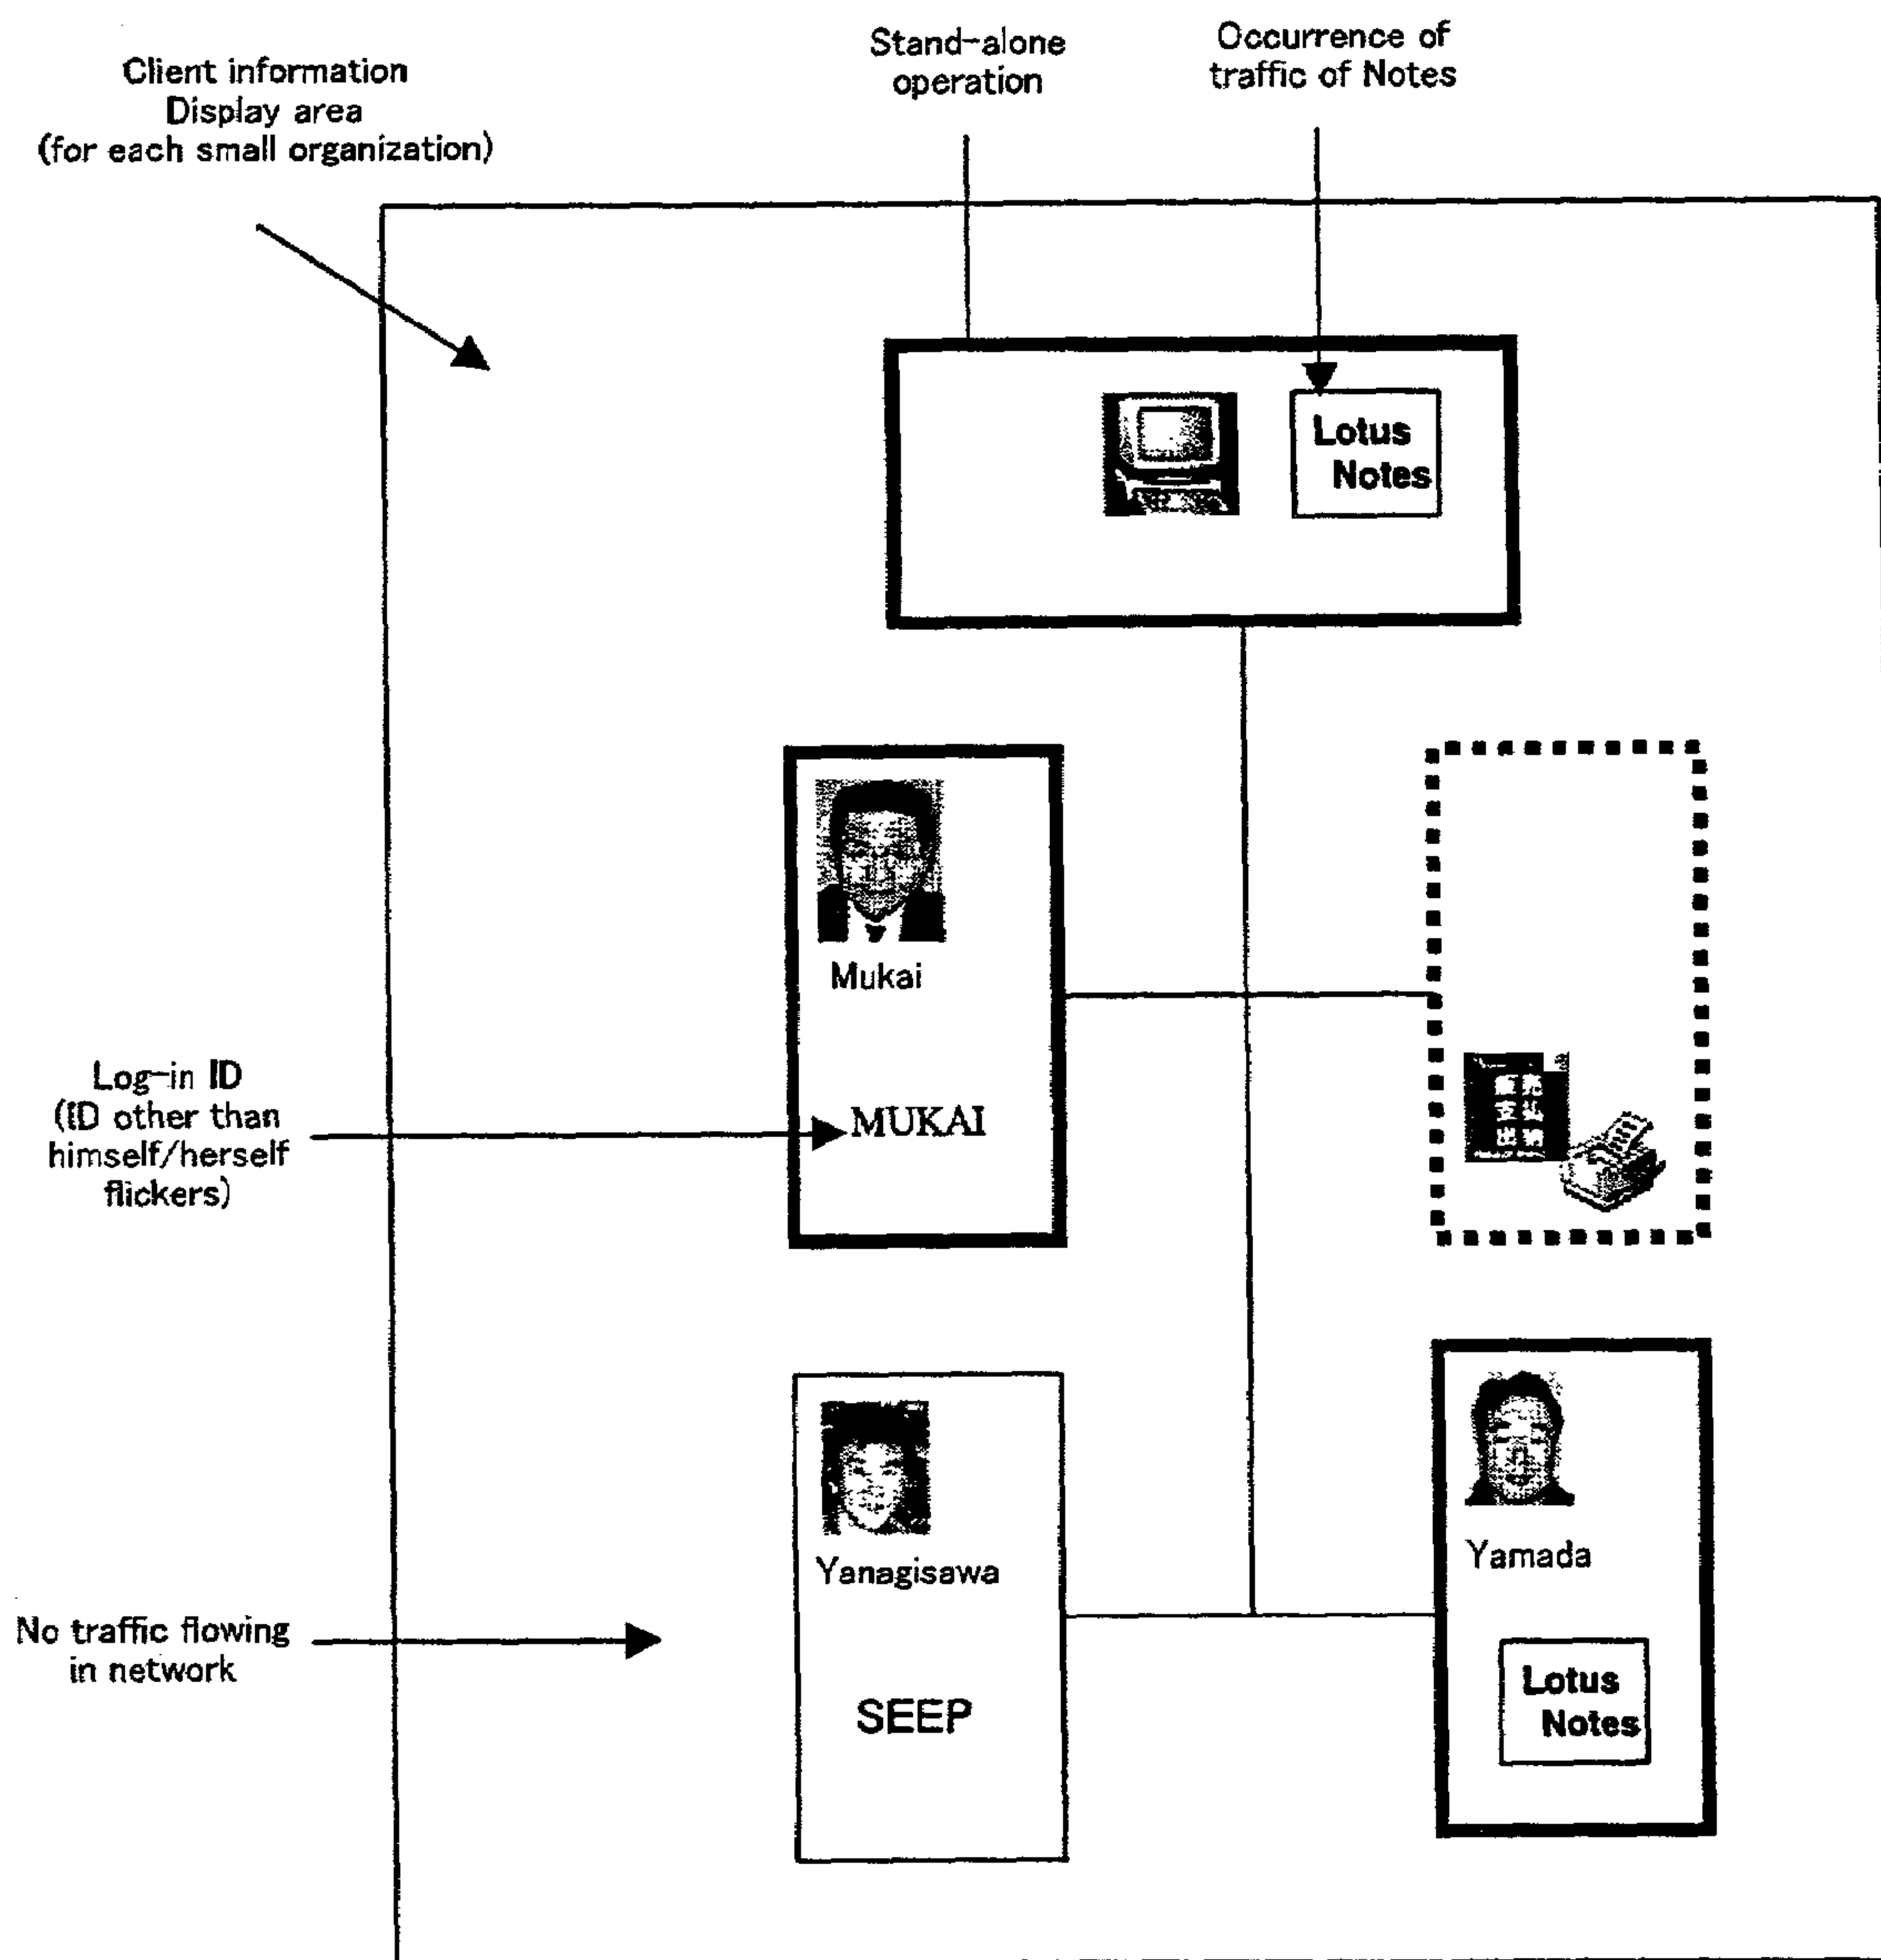 Client information
Display area
(for each small organization)
Stand-alone
operation
Occurrence of
traffic of Notes
Lotus
Notes
Mukai
MUKAI
Log-in ID
(ID other than
himself/herself
flickers)
Yanagisawa
SEEP
Yamada
Lotus
Notes
No traffic flowing
in network